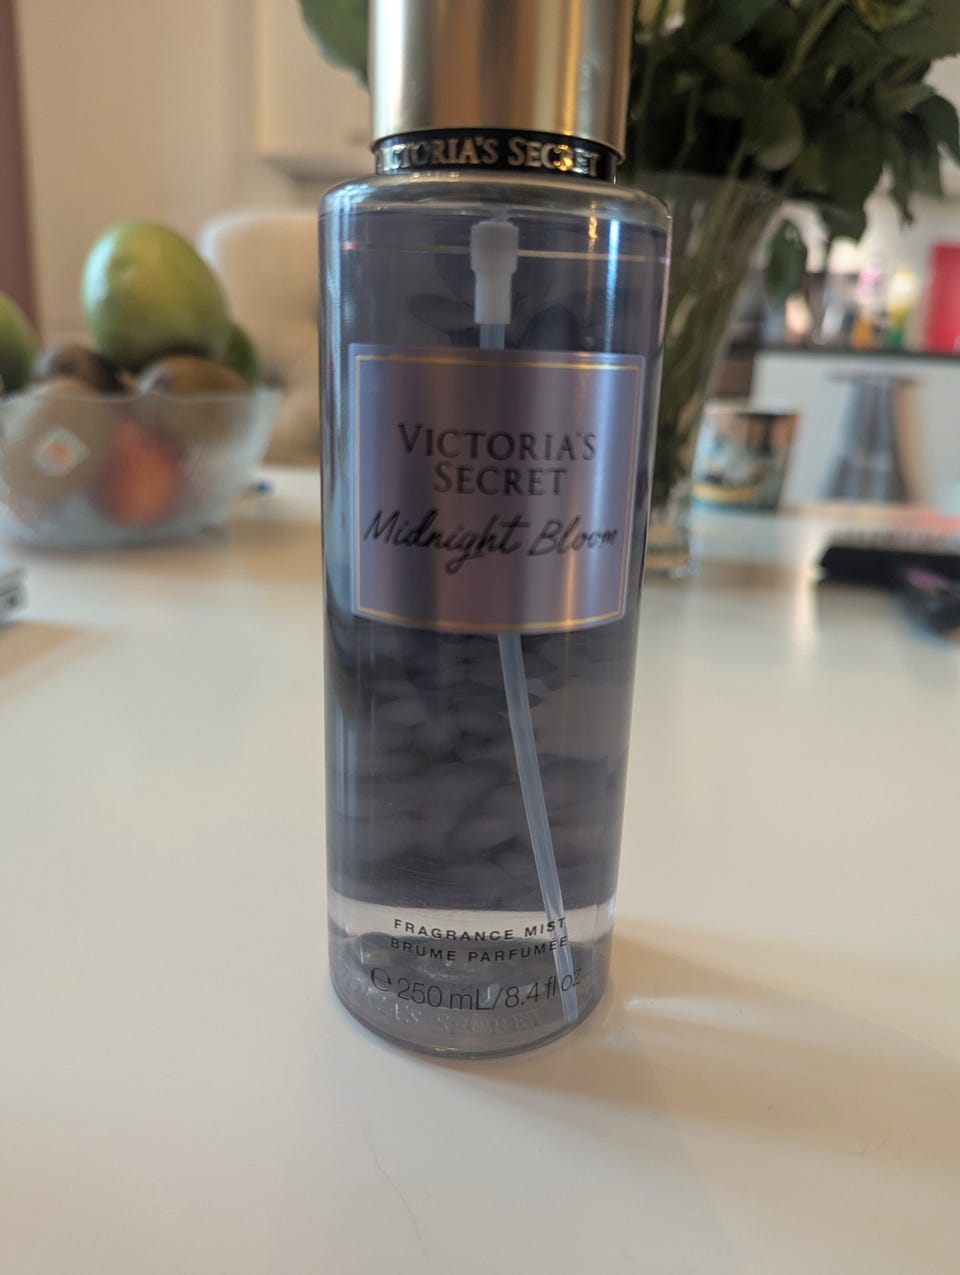 VICTORIA'S SECRET
VICTORIA'S
SECRET
Midnight Bloom
FRAGRANCE MIST
BRUME PARFUMÉE
℮ 250 mL/8.4 fl oz